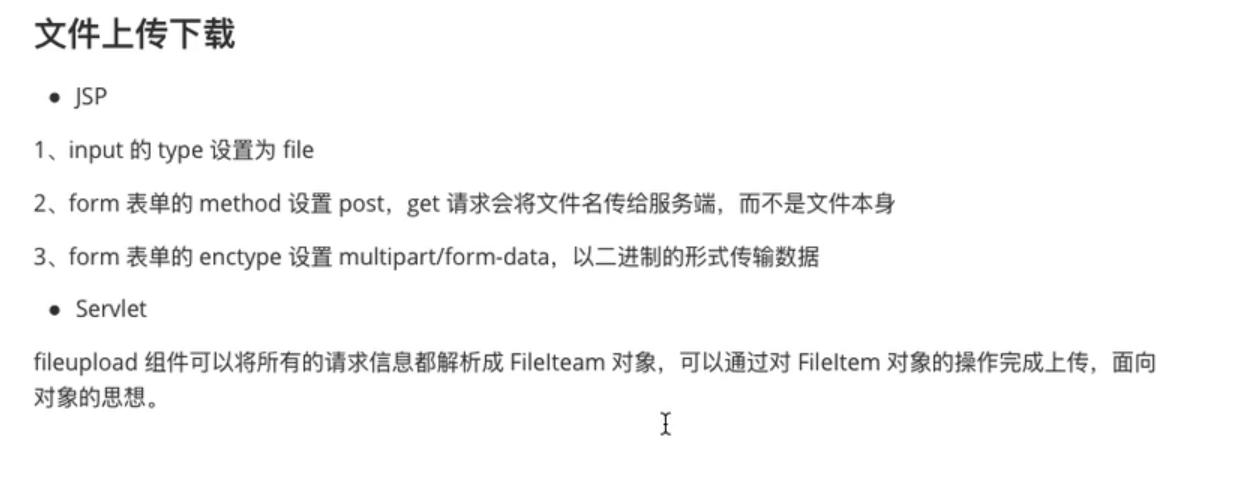 文件上传下载
● JSP
1、input 的 type 设置为 file
2、form 表单的 method 设置 post，get 请求会将文件名传给服务端，而不是文件本身
3、form 表单的 enctype 设置 multipart/form-data，以二进制的形式传输数据
● Servlet
fileupload 组件可以将所有的请求信息都解析成 FileIteam 对象，可以通过对 FileItem 对象的操作完成上传，面向
对象的思想。